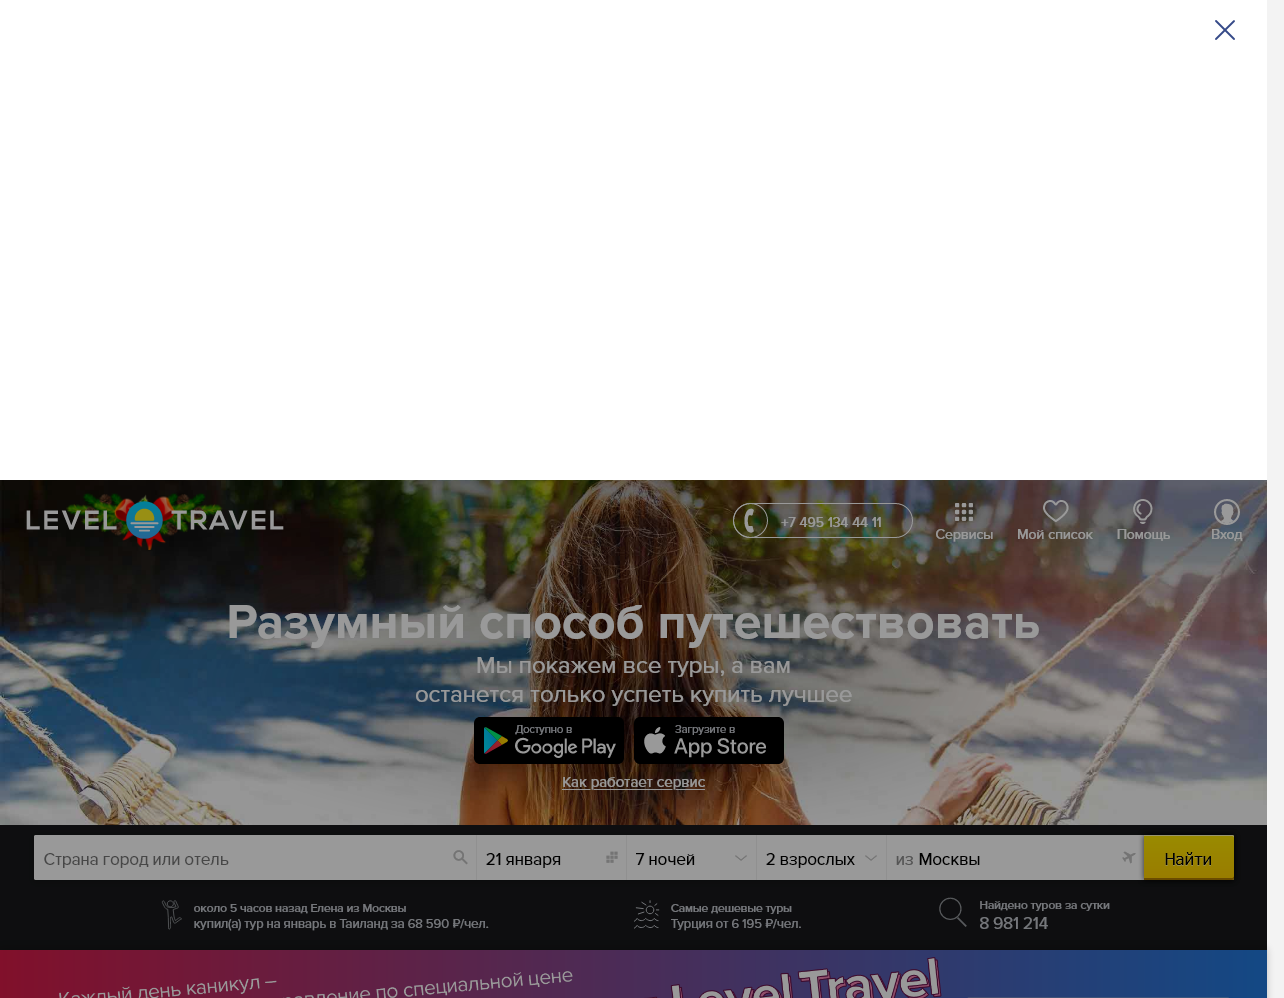 LEVEL TRAVEL
+7 495 134 44 11
Сервисы
Мой список
Помощь
Вход
Разумный способ путешествовать
Мы покажем все туры, а вам
останется только успеть купить лучшее
Доступно в
Google Play
Загрузите в
App Store
Как работает сервис
Страна город или отель
21 января
7 ночей
2 взрослых
из Москвы
Найти
около 5 часов назад Елена из Москвы
купил(а) тур на январь в Таиланд за 68 590 ₽/чел.
Самые дешевые туры
Турция от 6 195 ₽/чел.
Найдено туров за сутки
8 981 214
Каждый день каникул –
по специальной цене
Level Travel